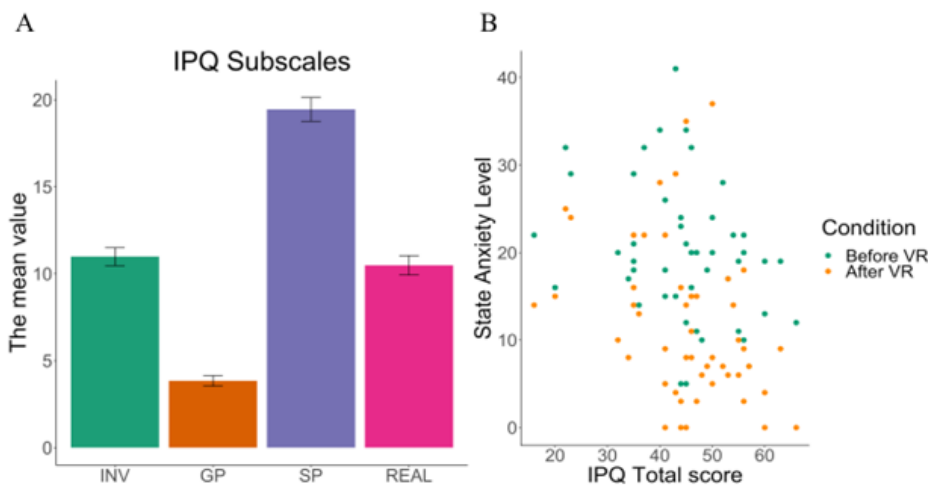 A
IPQ Subscales
The mean value
20
15
10
5
0
INV GP SP REAL
B
State Anxiety Level
40
30
20
10
0
20 30 40 50 60
IPQ Total score
Condition
Before VR
After VR